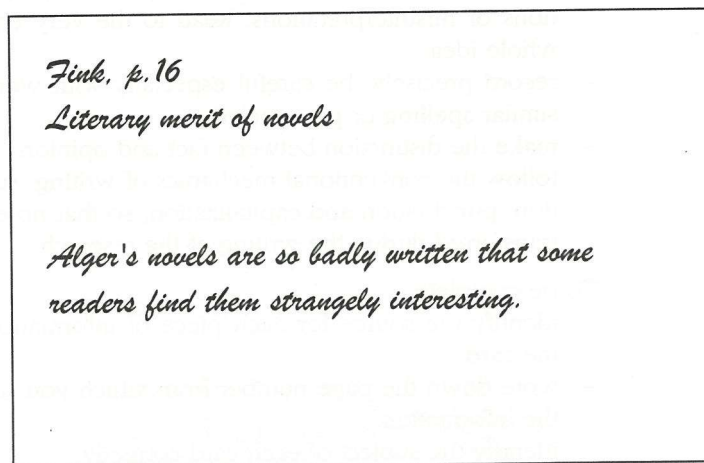 Fink, p.16
Literary merit of novels
Alger's novels are so badly written that some
readers find them strangely interesting.